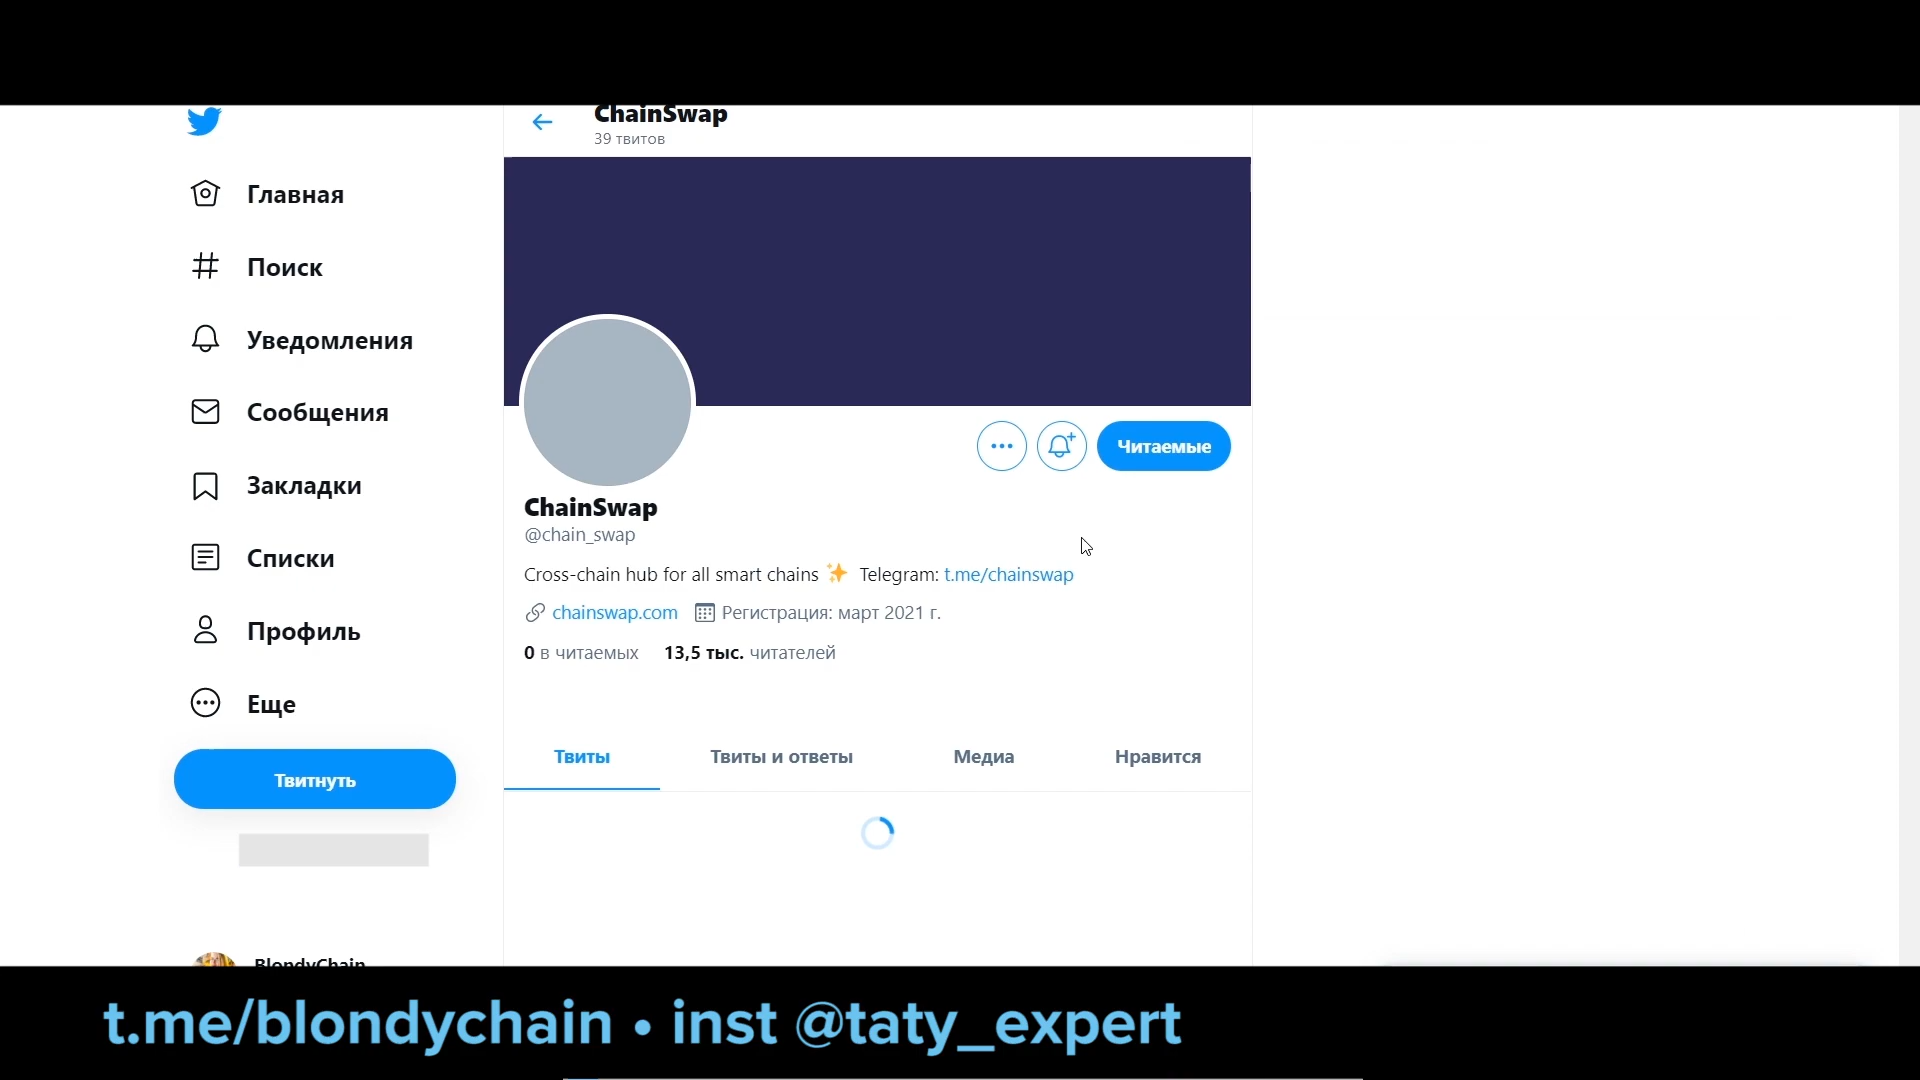 ChainSwap
39 твитов
Главная
Поиск
Уведомления
Сообщения
Закладки
Списки
Профиль
Еще
Твитнуть
BlondyChain
Читаемые
ChainSwap
@chain_swap
Cross-chain hub for all smart chains ✨ Telegram: t.me/chainswap
chainswap.com Регистрация: март 2021 г.
0 в читаемых 13,5 тыс. читателей
Твиты Твиты и ответы Медиа Нравится
t.me/blondychain • inst @taty_expert